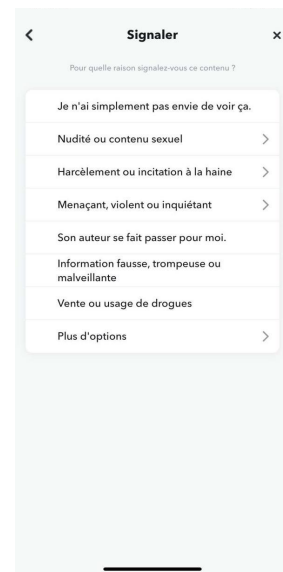 Signaler
Pour quelle raison signalez-vous ce contenu ?
Je n'ai simplement pas envie de voir ça.
Nudité ou contenu sexuel
Harcèlement ou incitation à la haine
Menaçant, violent ou inquiétant
Son auteur se fait passer pour moi.
Information fausse, trompeuse ou
malveillante
Vente ou usage de drogues
Plus d'options